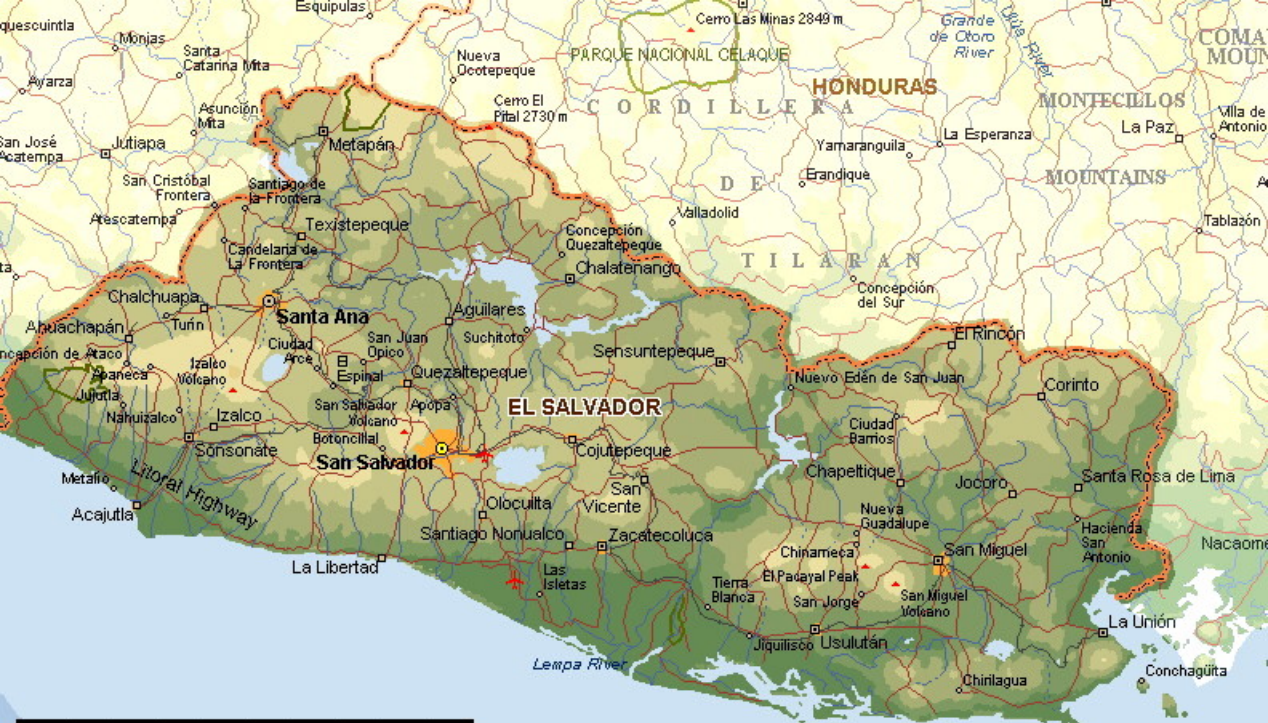 Esquipulas
Cerro Las Minas 2849 m
Grande
de Otoro
River
Ulúa River
quescuintla
Monjas
Santa
Catarina Mita
Nueva
Ocotepeque
PARQUE NACIONAL CELAQUE
COMA
MOUN
Ayarza
HONDURAS
Asunción
Mita
Cerro El
Pital 2730 m
CORDILLERA
MONTECILLOS
Villa de
Antonio
La Paz
La Esperanza
San José
Acatempa
Jutiapa
Metapán
Yamaranguila
San Cristóbal
Frontera
Santiago de
la Frontera
DE
Erandique
MOUNTAINS
Atescatempa
Texistepeque
Valladolid
Tablazón
Concepción
Quezaltepeque
Candelaria de
La Frontera
TILARAN
Chalatenango
Concepción
del Sur
Chalchuapa
Santa Ana
Turín
Aguilares
Ahuachapán
Suchitoto
San Juan
Opico
Ciudad
Arce
El Rincón
ncepción de Ataco
Apaneca
Izalco
Volcano
Espinal
Quezaltepeque
Sensuntepeque
Nuevo Edén de San Juan
Corinto
Jujutla
Nahuizalco
Izalco
San Salvador
Volcano
Apopa
EL SALVADOR
Ciudad
Barrios
Botoncillal
San Salvador
Sonsonate
Cojutepeque
Chapeltique
Metalío
Litoral Highway
Acajutla
San
Vicente
Jocoro
Santa Rosa de Lima
Olocuilta
Nueva
Guadalupe
Santiago Nonualco
Zacatecoluca
Hacienda
San
Antonio
Nacaome
Chinameca
San Miguel
La Libertad
Las
Isletas
Tierra
Blanca
El Pacayal Peak
San Jorge
San Miguel
Volcano
La Unión
Jiquilisco
Usulután
Lempa River
Conchagüita
Chirilagua